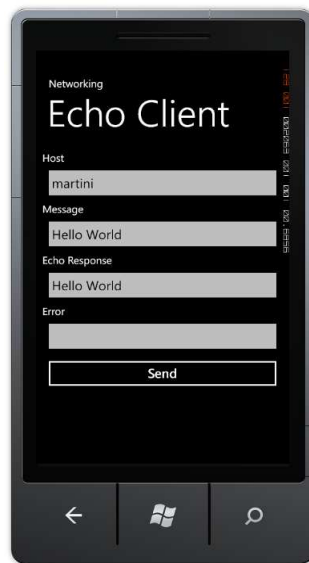 Networking
Echo Client
Host
martini
Message
Hello World
Echo Response
Hello World
Error
Send